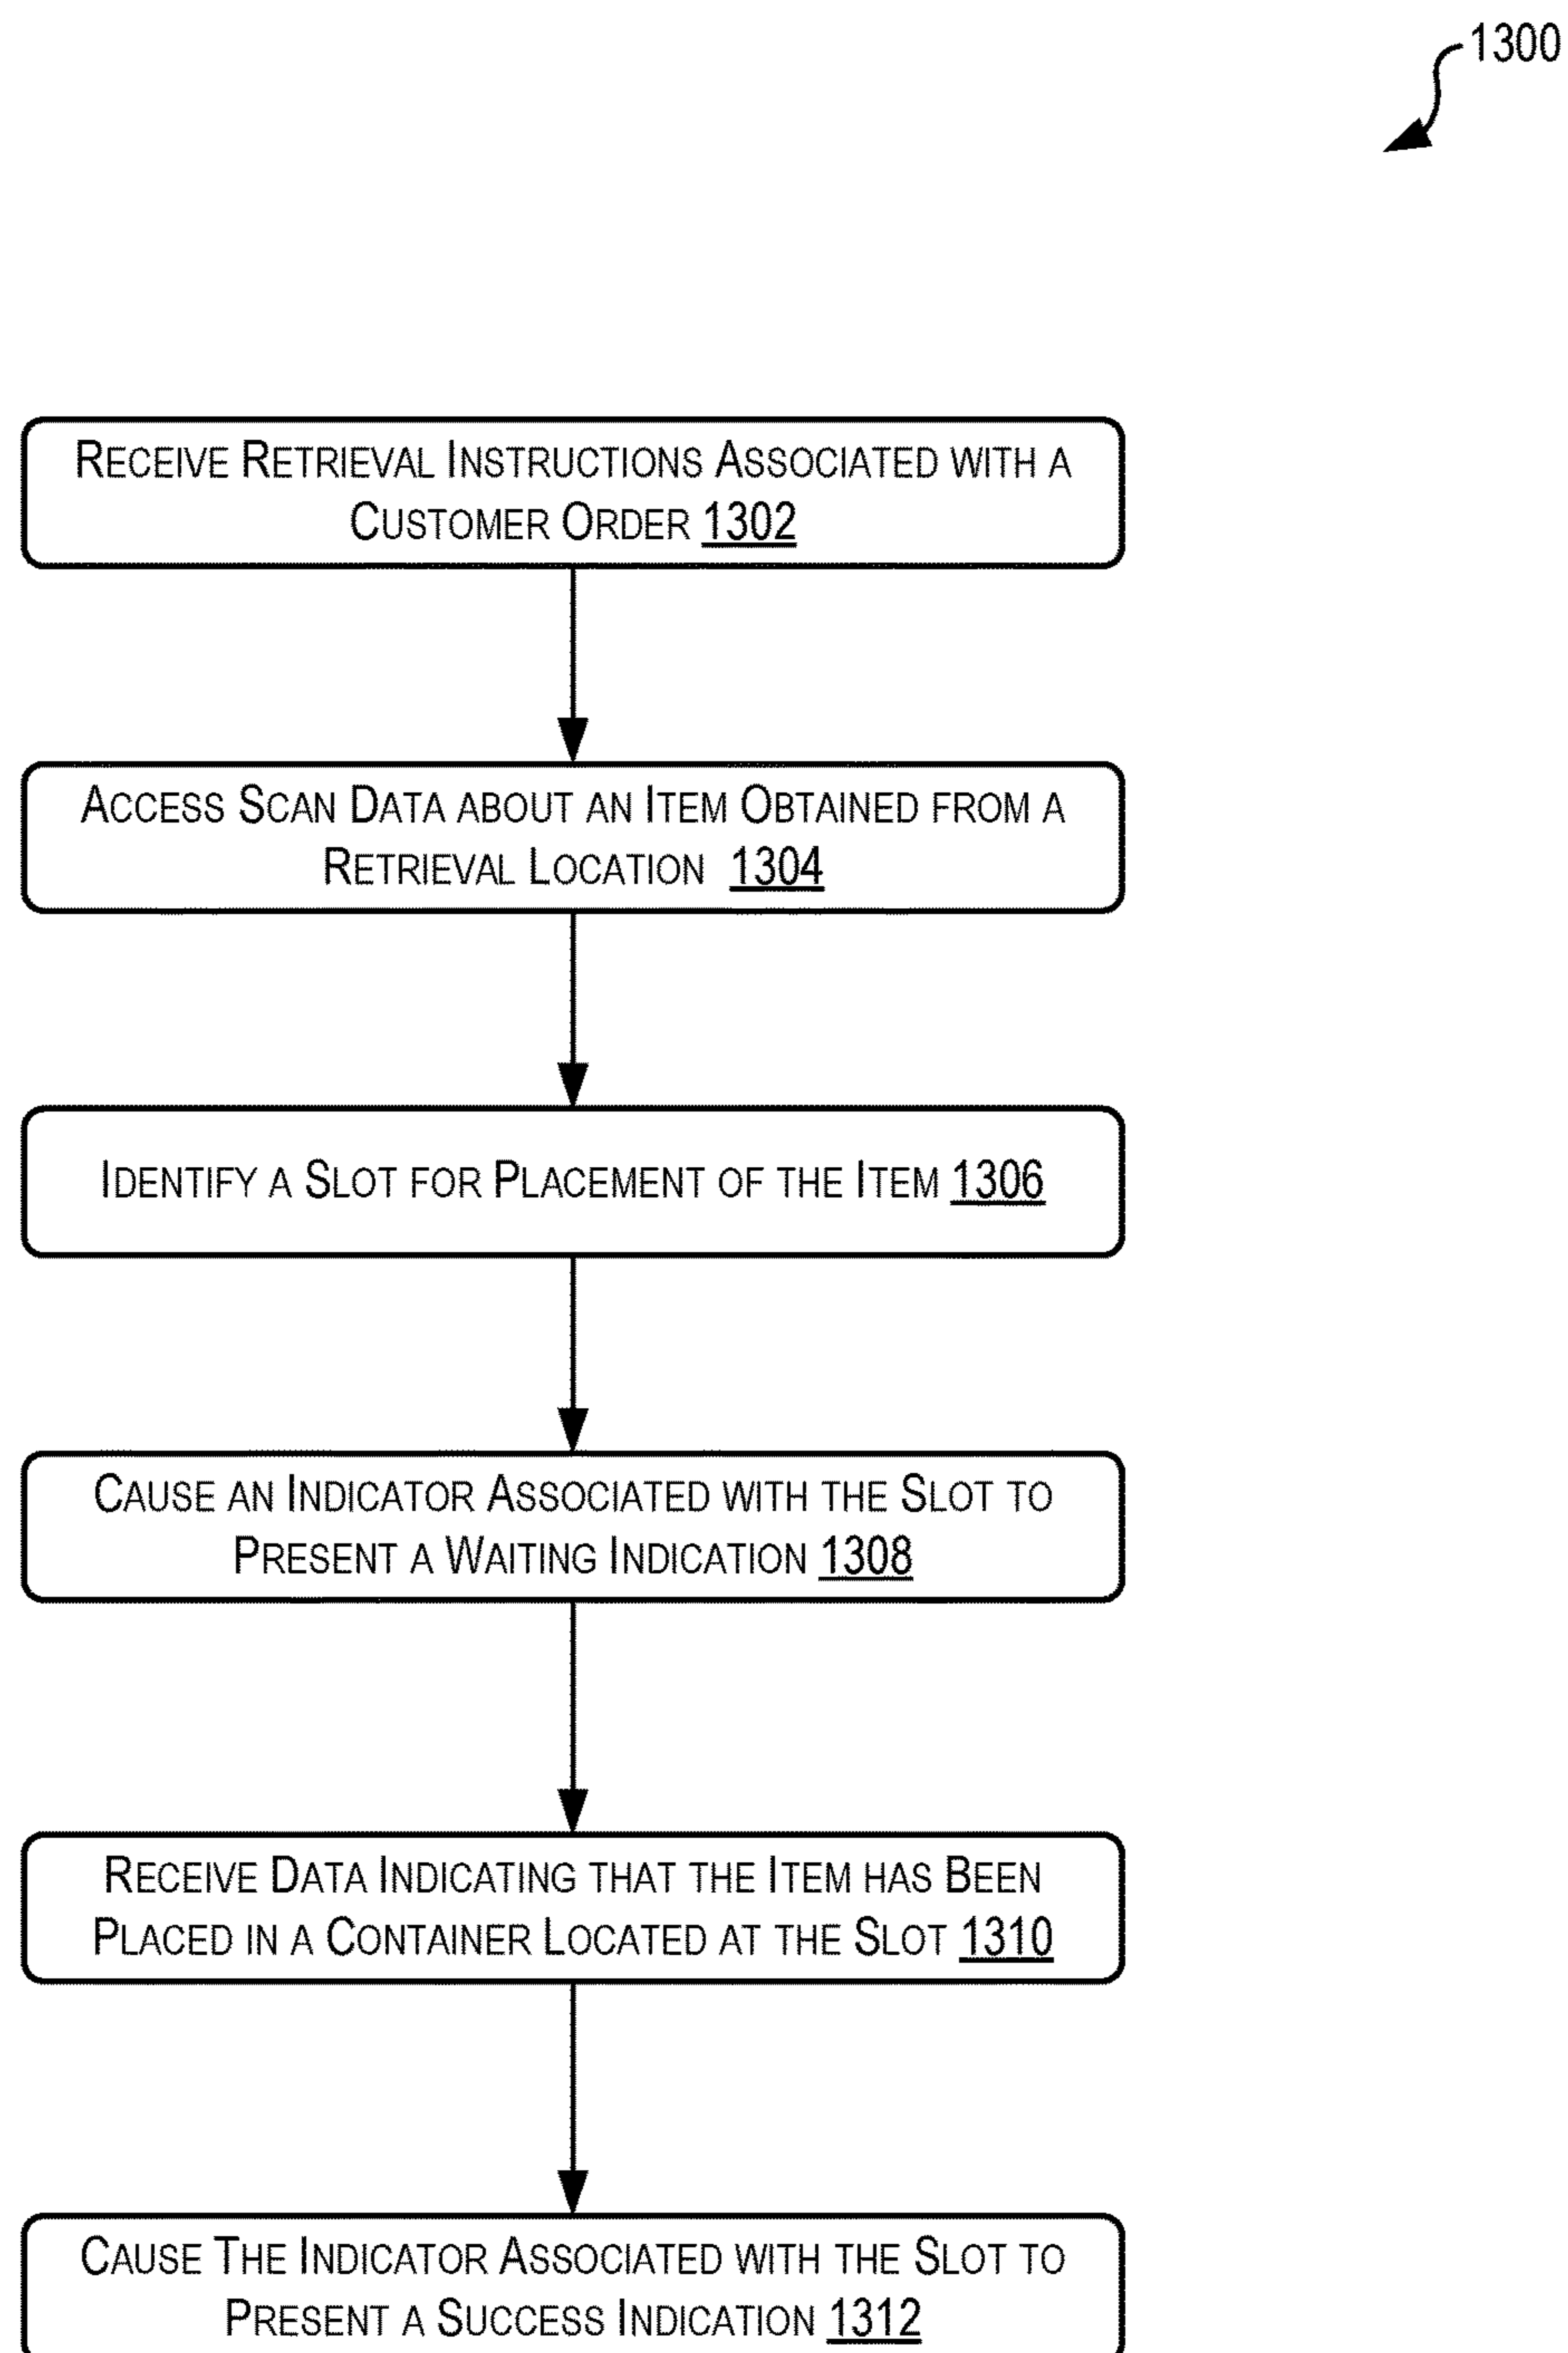 1300
RECEIVE RETRIEVAL INSTRUCTIONS ASSOCIATED WITH A
CUSTOMER ORDER 1302
ACCESS SCAN DATA ABOUT AN ITEM OBTAINED FROM A
RETRIEVAL LOCATION 1304
IDENTIFY A SLOT FOR PLACEMENT OF THE ITEM 1306
CAUSE AN INDICATOR ASSOCIATED WITH THE SLOT TO
PRESENT A WAITING INDICATION 1308
RECEIVE DATA INDICATING THAT THE ITEM HAS BEEN
PLACED IN A CONTAINER LOCATED AT THE SLOT 1310
CAUSE THE INDICATOR ASSOCIATED WITH THE SLOT TO
PRESENT A SUCCESS INDICATION 1312